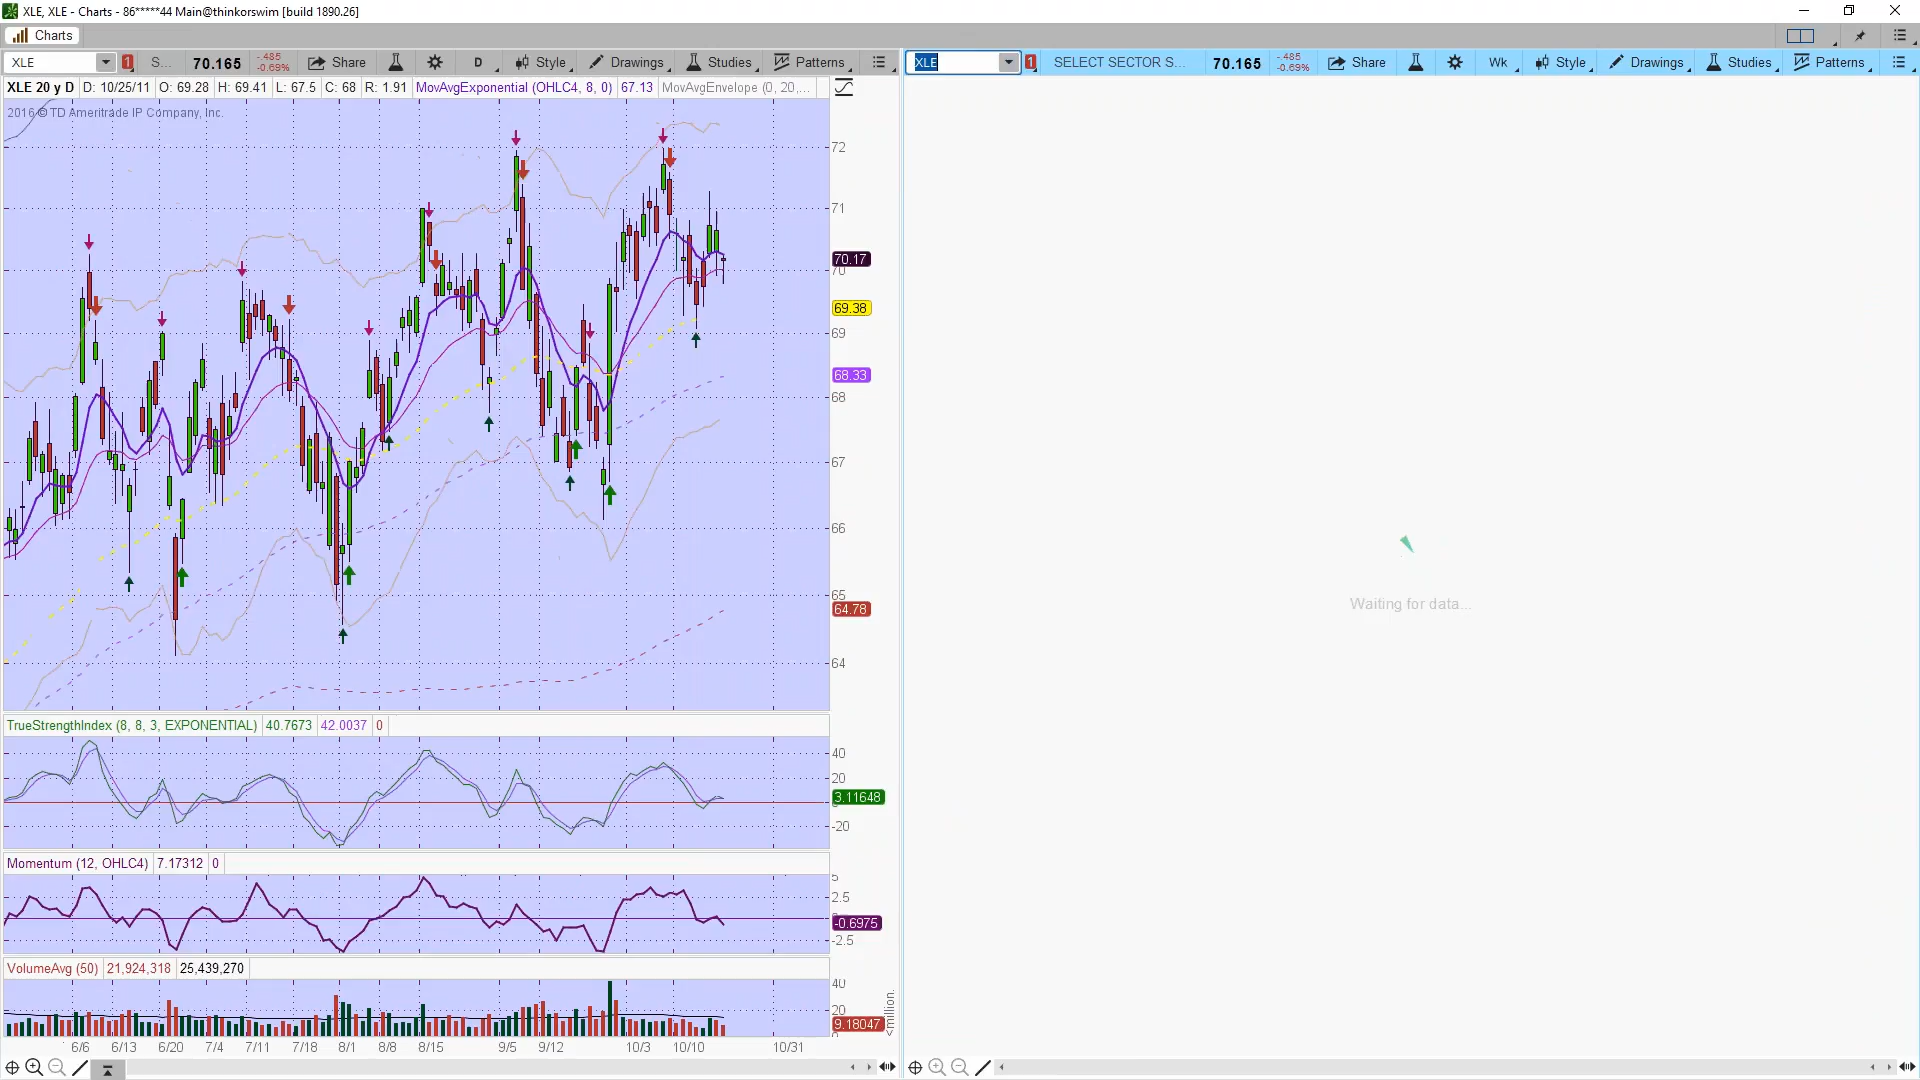 XLE, XLE - Charts - 86*****44 Main@thinkorswim [build 1890.26]
Charts
XLE 1 S... 70.165 -.485 -0.69% Share D Style Drawings Studies Patterns
XLE 1 SELECT SECTOR S... 70.165 -.485 -0.69% Share Wk Style Drawings Studies Patterns
XLE 20 y D D: 10/25/11 O: 69.28 H: 69.41 L: 67.5 C: 68 R: 1.91 MovAvgExponential (OHLC4, 8, 0) 67.13 MovAvgEnvelope (0, 20,...
2016 © TD Ameritrade IP Company, Inc.
72
71
70.17
70
69.38
69
68.33
68
67
66
65
64.78
64
Waiting for data...
TrueStrengthIndex (8, 8, 3, EXPONENTIAL) 40.7673 42.0037 0
40
20
3.11648
-20
Momentum (12, OHLC4) 7.17312 0
5
2.5
-0.6975
-2.5
VolumeAvg (50) 21,924,318 25,439,270
40
20
9.18047
<million.
6/6 6/13 6/20 7/4 7/11 7/18 8/1 8/8 8/15 9/5 9/12 10/3 10/10 10/31